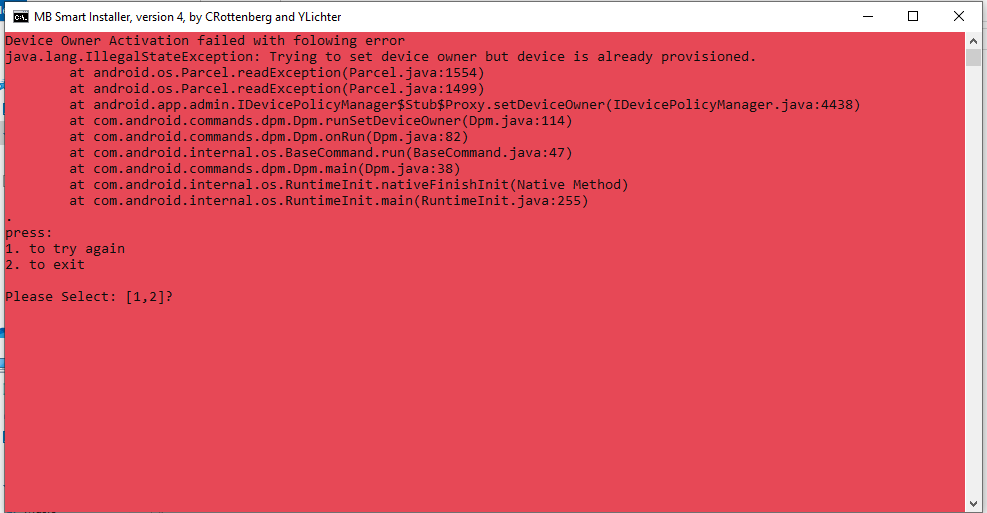 MB Smart Installer, version 4, by CRottenberg and YLichter
Device Owner Activation failed with folowing error
java.lang.IllegalStateException: Trying to set device owner but device is already provisioned.
at android.os.Parcel.readException(Parcel.java:1554)
at android.os.Parcel.readException(Parcel.java:1499)
at android.app.admin.IDevicePolicyManager$Stub$Proxy.setDeviceOwner(IDevicePolicyManager.java:4438)
at com.android.commands.dpm.Dpm.runSetDeviceOwner(Dpm.java:114)
at com.android.commands.dpm.Dpm.onRun(Dpm.java:82)
at com.android.internal.os.BaseCommand.run(BaseCommand.java:47)
at com.android.commands.dpm.Dpm.main(Dpm.java:38)
at com.android.internal.os.RuntimeInit.nativeFinishInit(Native Method)
at com.android.internal.os.RuntimeInit.main(RuntimeInit.java:255)
.
press:
1. to try again
2. to exit
Please Select: [1,2]?